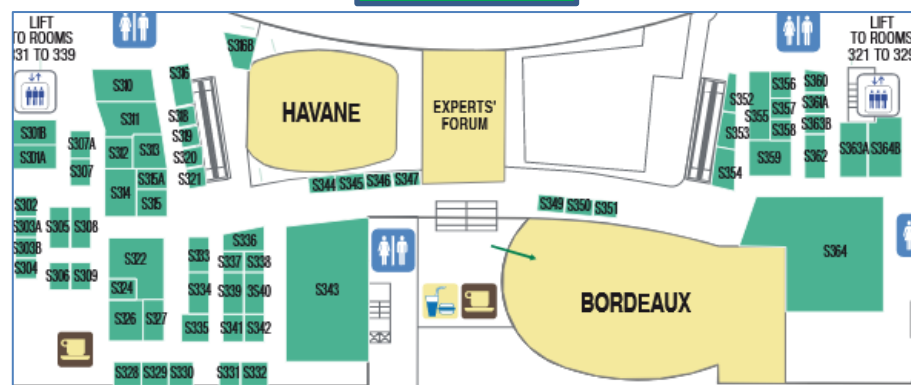 LIFT
TO ROOMS
331 TO 339
LIFT
TO ROOMS
321 TO 329
HAVANE
EXPERTS'
FORUM
BORDEAUX
S301B
S301A
S302
S303A
S303B
S304
S305
S308
S306
S309
S307A
S307
S310
S311
S312
S313
S314
S315A
S315
S316
S316B
S318
S319
S320
S321
S322
S324
S326
S327
S328
S329
S330
S331
S332
S333
S334
S335
S336
S337
S338
S339
3S40
S341
S342
S343
S344
S345
S346
S347
S349
S350
S351
S352
S353
S354
S355
S356
S357
S358
S359
S360
S361A
S363B
S362
S363A
S364B
S364